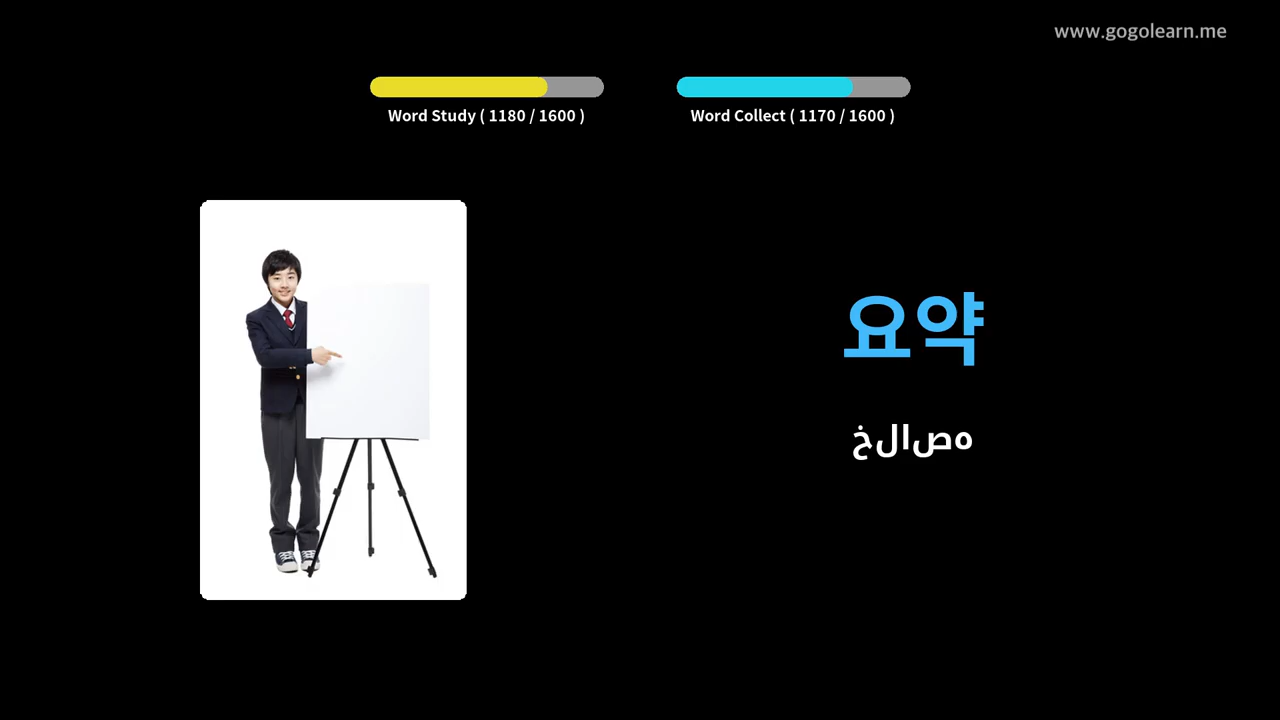 www.gogolearn.me
Word Study ( 1180 / 1600 )
Word Collect ( 1170 / 1600 )
요약
خلاصه